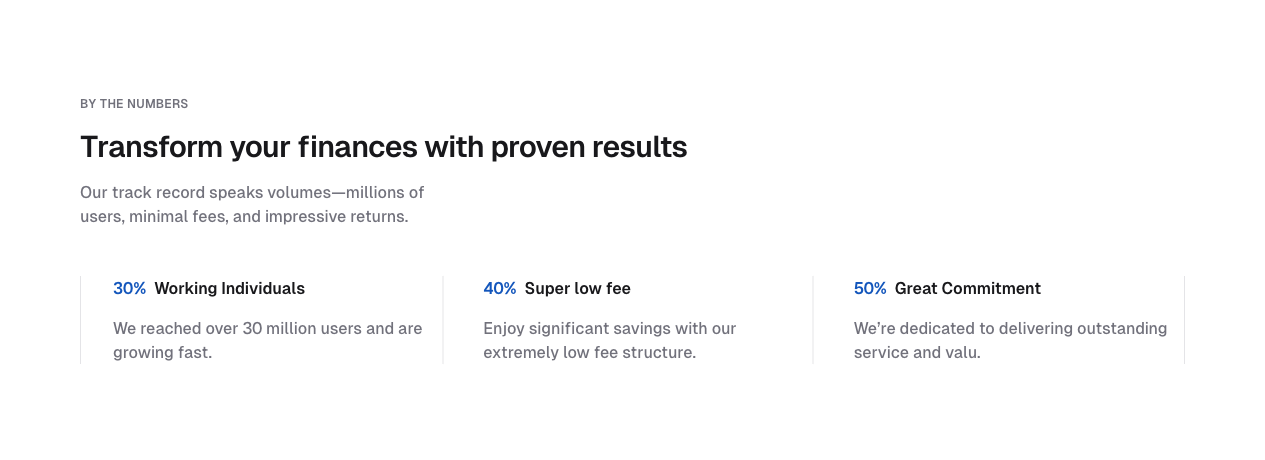 BY THE NUMBERS
Transform your finances with proven results
Our track record speaks volumes—millions of
users, minimal fees, and impressive returns.
30% Working Individuals
We reached over 30 million users and are
growing fast.
40% Super low fee
Enjoy significant savings with our
extremely low fee structure.
50% Great Commitment
We’re dedicated to delivering outstanding
service and valu.